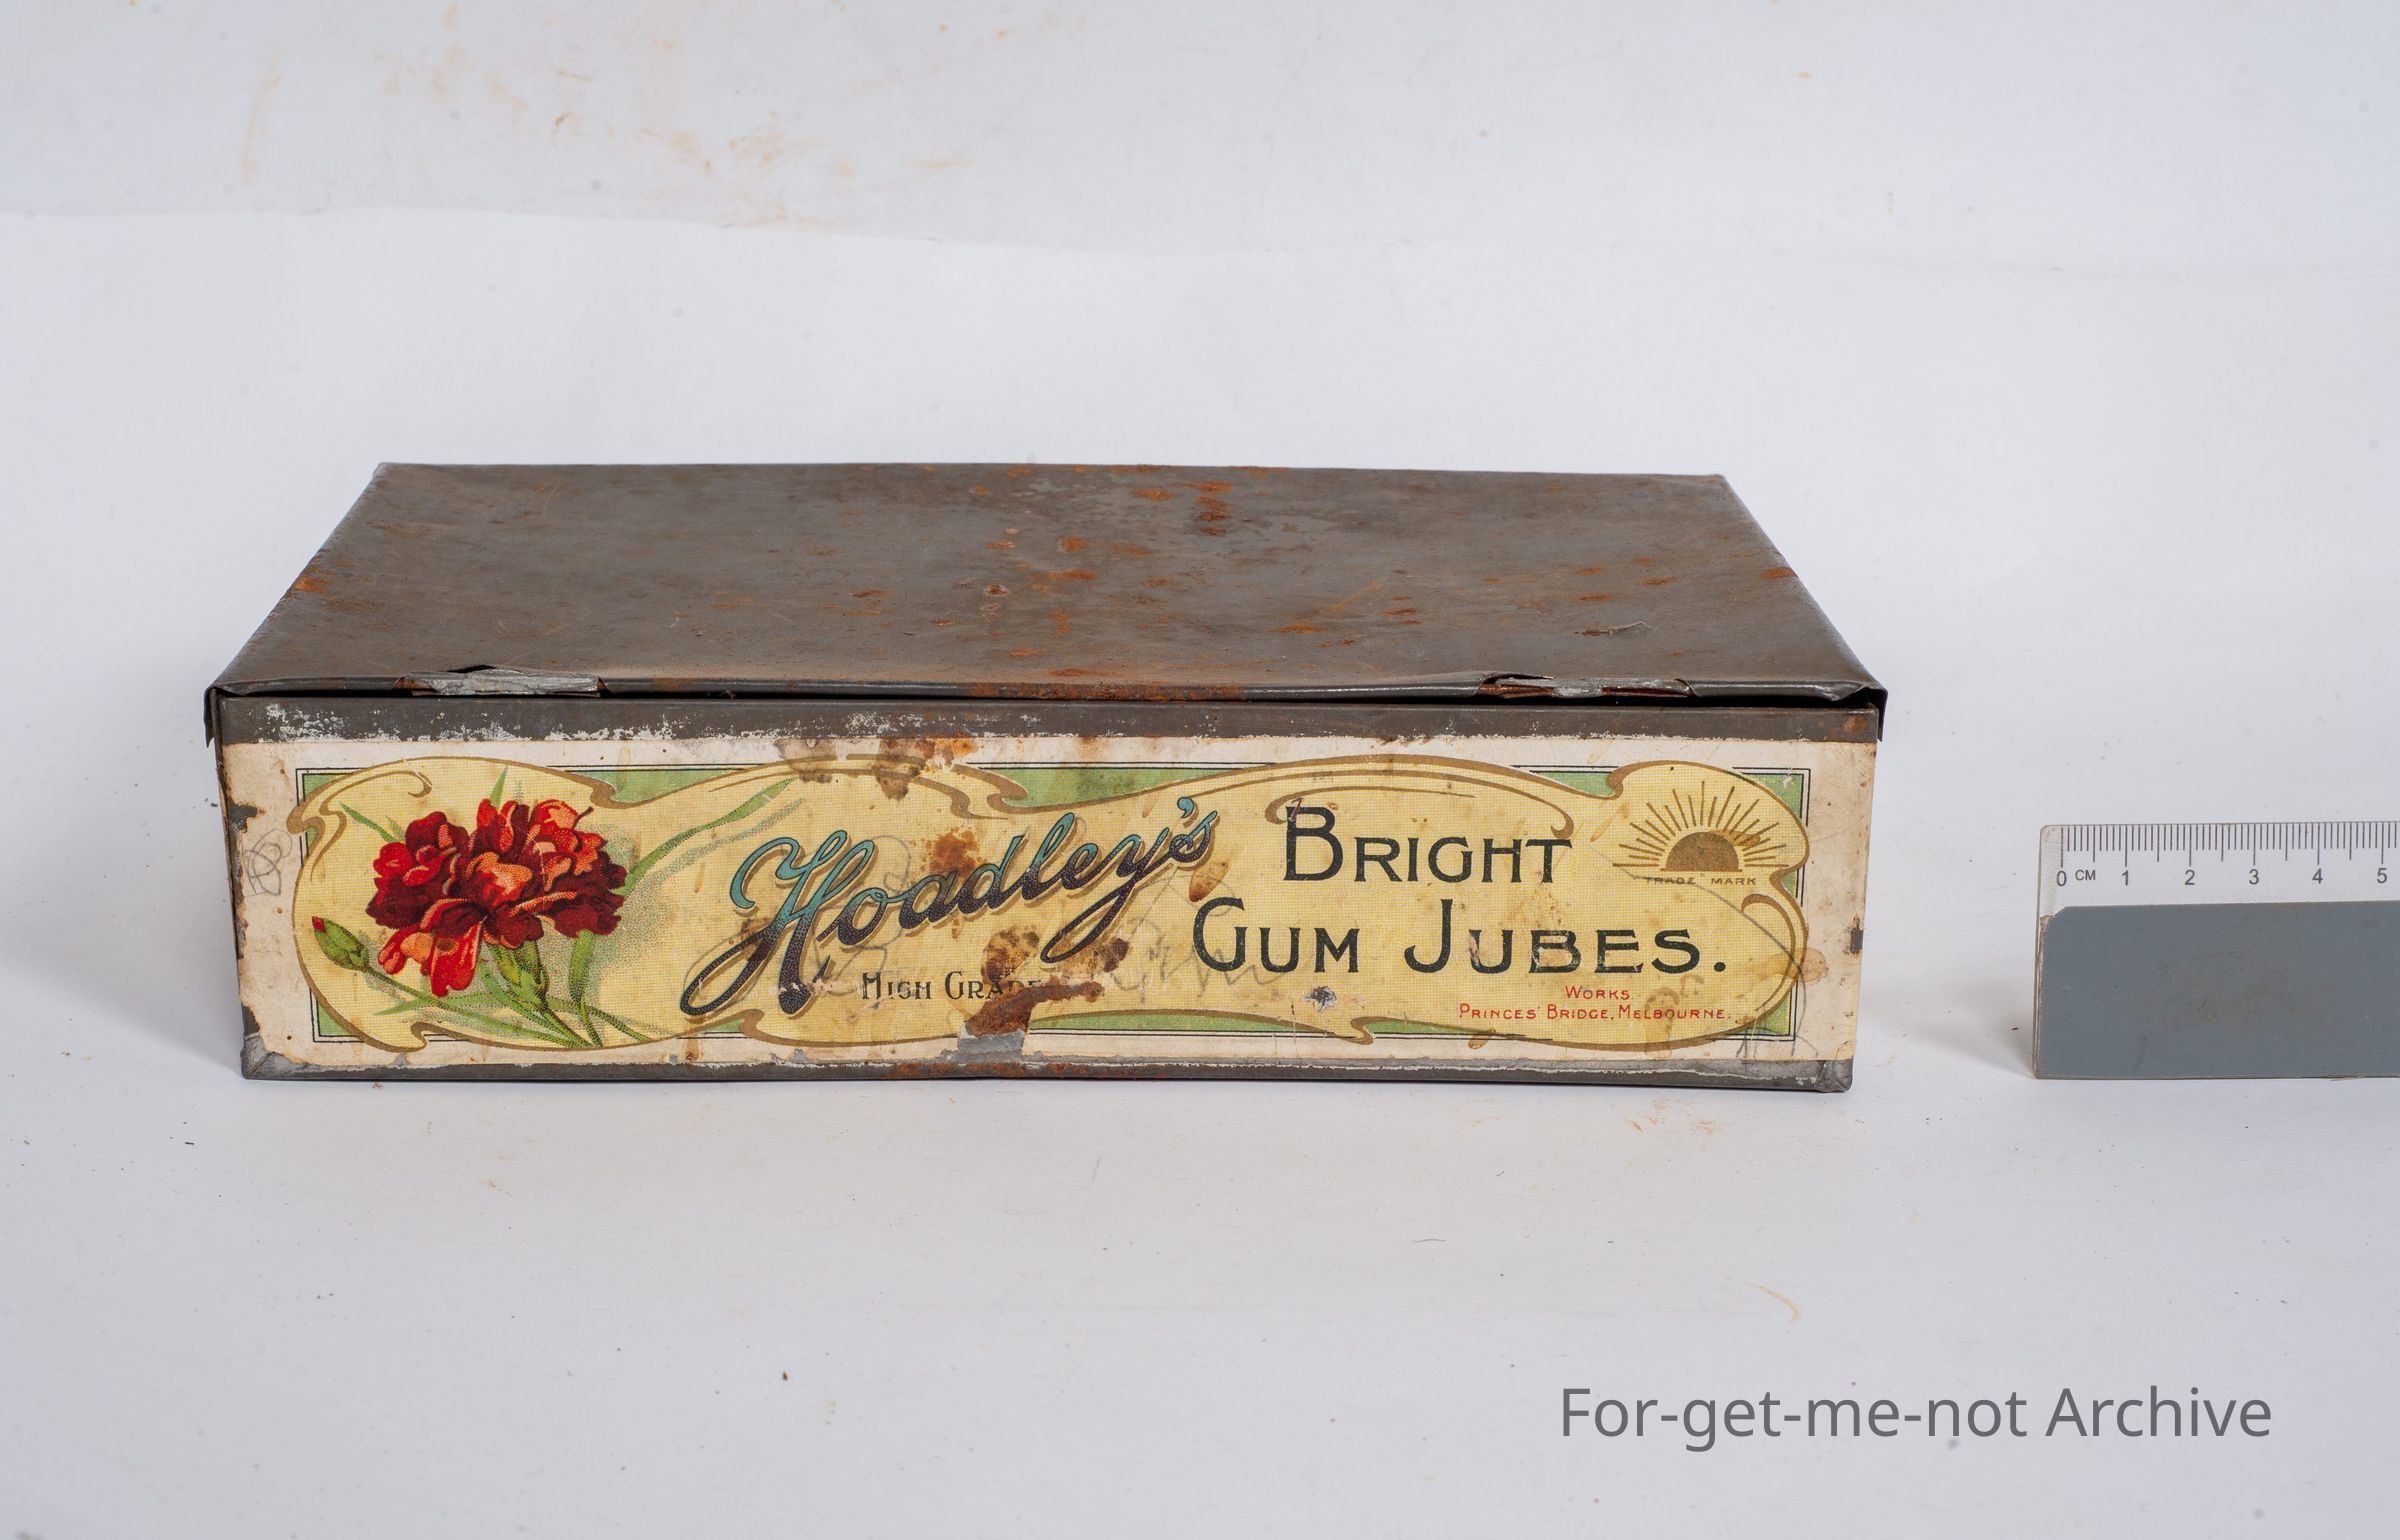 Hoadley's
High Grade
Bright
Gum Jubes.
Trade Mark
Works.
Princes' Bridge, Melbourne.
0 CM 1 2 3 4 5
For-get-me-not Archive